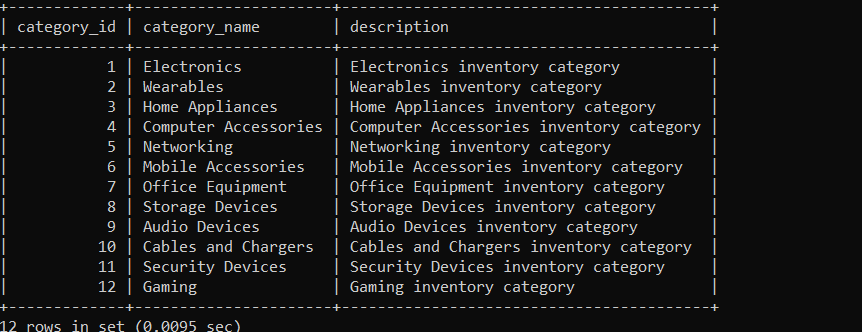 +-------------+----------------------+-----------------------------------------+
| category_id | category_name        | description                             |
+-------------+----------------------+-----------------------------------------+
|           1 | Electronics          | Electronics inventory category          |
|           2 | Wearables            | Wearables inventory category            |
|           3 | Home Appliances      | Home Appliances inventory category      |
|           4 | Computer Accessories | Computer Accessories inventory category |
|           5 | Networking           | Networking inventory category           |
|           6 | Mobile Accessories   | Mobile Accessories inventory category   |
|           7 | Office Equipment     | Office Equipment inventory category     |
|           8 | Storage Devices      | Storage Devices inventory category      |
|           9 | Audio Devices        | Audio Devices inventory category        |
|          10 | Cables and Chargers  | Cables and Chargers inventory category  |
|          11 | Security Devices     | Security Devices inventory category     |
|          12 | Gaming               | Gaming inventory category               |
+-------------+----------------------+-----------------------------------------+
12 rows in set (0.0095 sec)